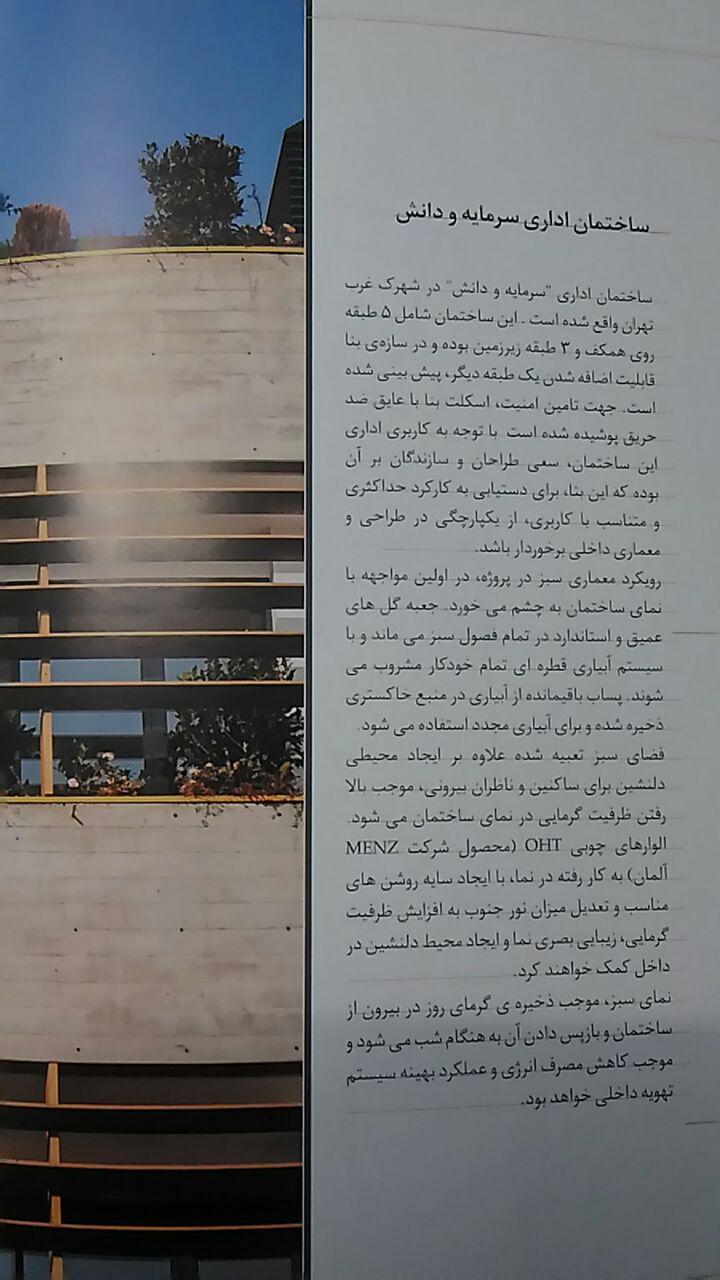 ساختمان اداری سرمایه و دانش
ساختمان اداری "سرمایه و دانش" در شهرک غرب
تهران واقع شده است . این ساختمان شامل ۵ طبقه
روی همکف و ۳ طبقه زیرزمین بوده و در سازه‌ی بنا
قابلیت اضافه شدن یک طبقه دیگر، پیش بینی شده
است. جهت تامین امنیت، اسکلت بنا با عایق ضد
حریق پوشیده شده است با توجه به کاربری اداری
این ساختمان، سعی طراحان و سازندگان بر آن
بوده که این بنا، برای دستیابی به کارکرد حداکثری
و متناسب با کاربری، از یکپارچگی در طراحی و
معماری داخلی برخوردار باشد.
رویکرد معماری سبز در پروژه، در اولین مواجهه با
نمای ساختمان به چشم می خورد. جعبه گل های
عمیق و استاندارد در تمام فصول سبز می ماند و با
سیستم آبیاری قطره ای تمام خودکار مشروب می
شوند. پساب باقیمانده از آبیاری در منبع خاکستری
ذخیره شده و برای آبیاری مجدد استفاده می شود.
فضای سبز تعبیه شده علاوه بر ایجاد محیطی
دلنشین برای ساکنین و ناظران بیرونی، موجب بالا
رفتن ظرفیت گرمایی در نمای ساختمان می شود.
الوارهای چوبی OHT (محصول شرکت MENZ
آلمان) به کار رفته در نما، با ایجاد سایه روشن های
مناسب و تعدیل میزان نور جنوب به افزایش ظرفیت
گرمایی، زیبایی بصری نما و ایجاد محیط دلنشین در
داخل کمک خواهند کرد.
نمای سبز، موجب ذخیره ی گرمای روز در بیرون از
ساختمان و بازپس دادن آن به هنگام شب می شود و
موجب کاهش مصرف انرژی و عملکرد بهینه سیستم
تهویه داخلی خواهد بود.